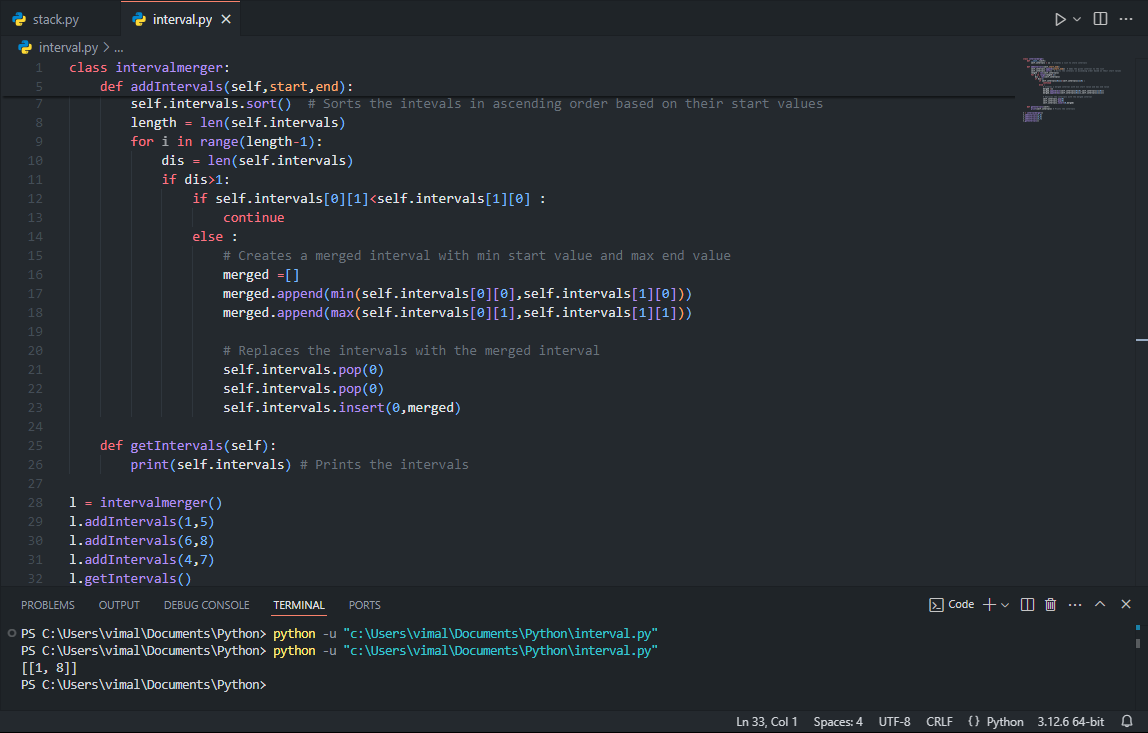 stack.py
interval.py
interval.py > ...
1 class intervalmerger:
5     def addIntervals(self,start,end):
7         self.intervals.sort()  # Sorts the intevals in ascending order based on their start values
8         length = len(self.intervals)
9         for i in range(length-1):
10             dis = len(self.intervals)
11             if dis>1:
12                 if self.intervals[0][1]<self.intervals[1][0] :
13                     continue
14                 else :
15                     # Creates a merged interval with min start value and max end value
16                     merged =[]
17                     merged.append(min(self.intervals[0][0],self.intervals[1][0]))
18                     merged.append(max(self.intervals[0][1],self.intervals[1][1]))
19
20                     # Replaces the intervals with the merged interval
21                     self.intervals.pop(0)
22                     self.intervals.pop(0)
23                     self.intervals.insert(0,merged)
24
25     def getIntervals(self):
26         print(self.intervals) # Prints the intervals
27
28 l = intervalmerger()
29 l.addIntervals(1,5)
30 l.addIntervals(6,8)
31 l.addIntervals(4,7)
32 l.getIntervals()
PROBLEMS OUTPUT DEBUG CONSOLE TERMINAL PORTS Code
PS C:\Users\vimal\Documents\Python> python -u "c:\Users\vimal\Documents\Python\interval.py"
PS C:\Users\vimal\Documents\Python> python -u "c:\Users\vimal\Documents\Python\interval.py"
[[1, 8]]
PS C:\Users\vimal\Documents\Python>
Ln 33, Col 1 Spaces: 4 UTF-8 CRLF {} Python 3.12.6 64-bit